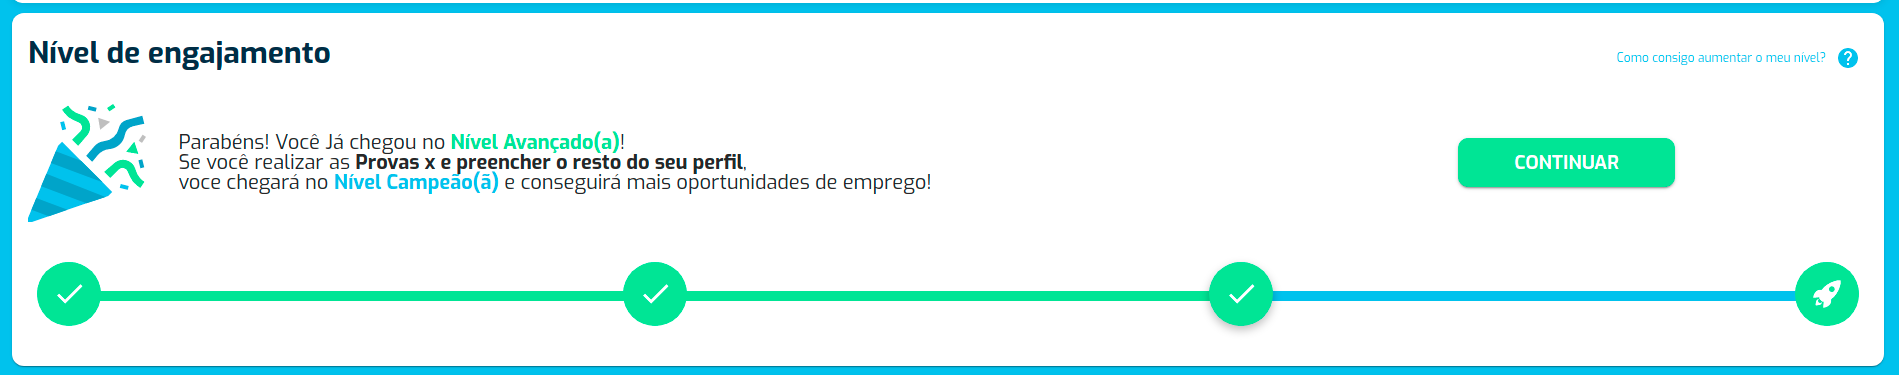 Nível de engajamento
Como consigo aumentar o meu nível?
Parabéns! Você Já chegou no Nível Avançado(a)!
Se você realizar as Provas x e preencher o resto do seu perfil,
voce chegará no Nível Campeão(ã) e conseguirá mais oportunidades de emprego!
CONTINUAR